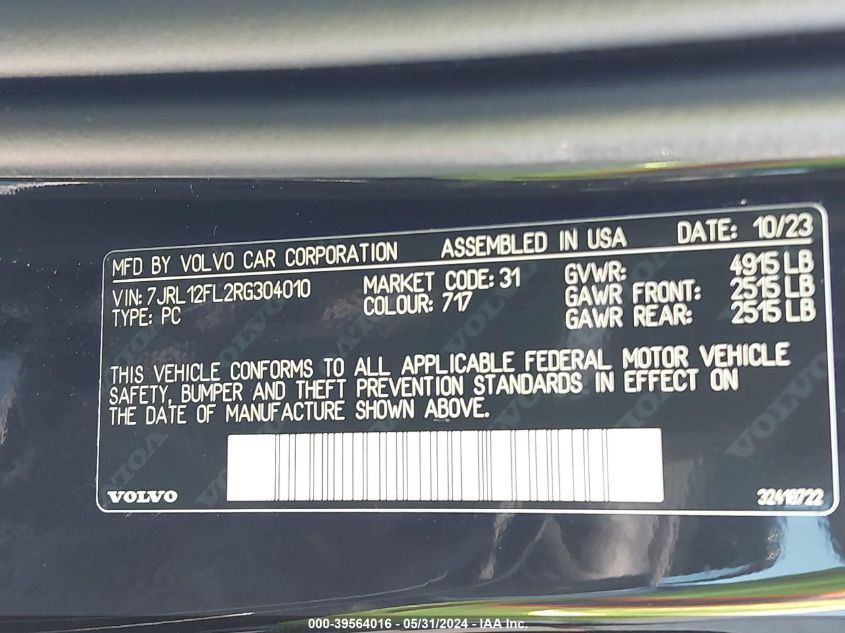 MFD BY VOLVO CAR CORPORATION ASSEMBLED IN USA DATE: 10/23
VIN: 7JRL12FL2RG304010 MARKET CODE: 31 GVWR: 4915 LB
TYPE: PC COLOUR: 717 GAWR FRONT: 2515 LB
GAWR REAR: 2515 LB
THIS VEHICLE CONFORMS TO ALL APPLICABLE FEDERAL MOTOR VEHICLE
SAFETY, BUMPER AND THEFT PREVENTION STANDARDS IN EFFECT ON
THE DATE OF MANUFACTURE SHOWN ABOVE.
VOLVO 32418722
000-39564016 - 05/31/2024 - IAA Inc.